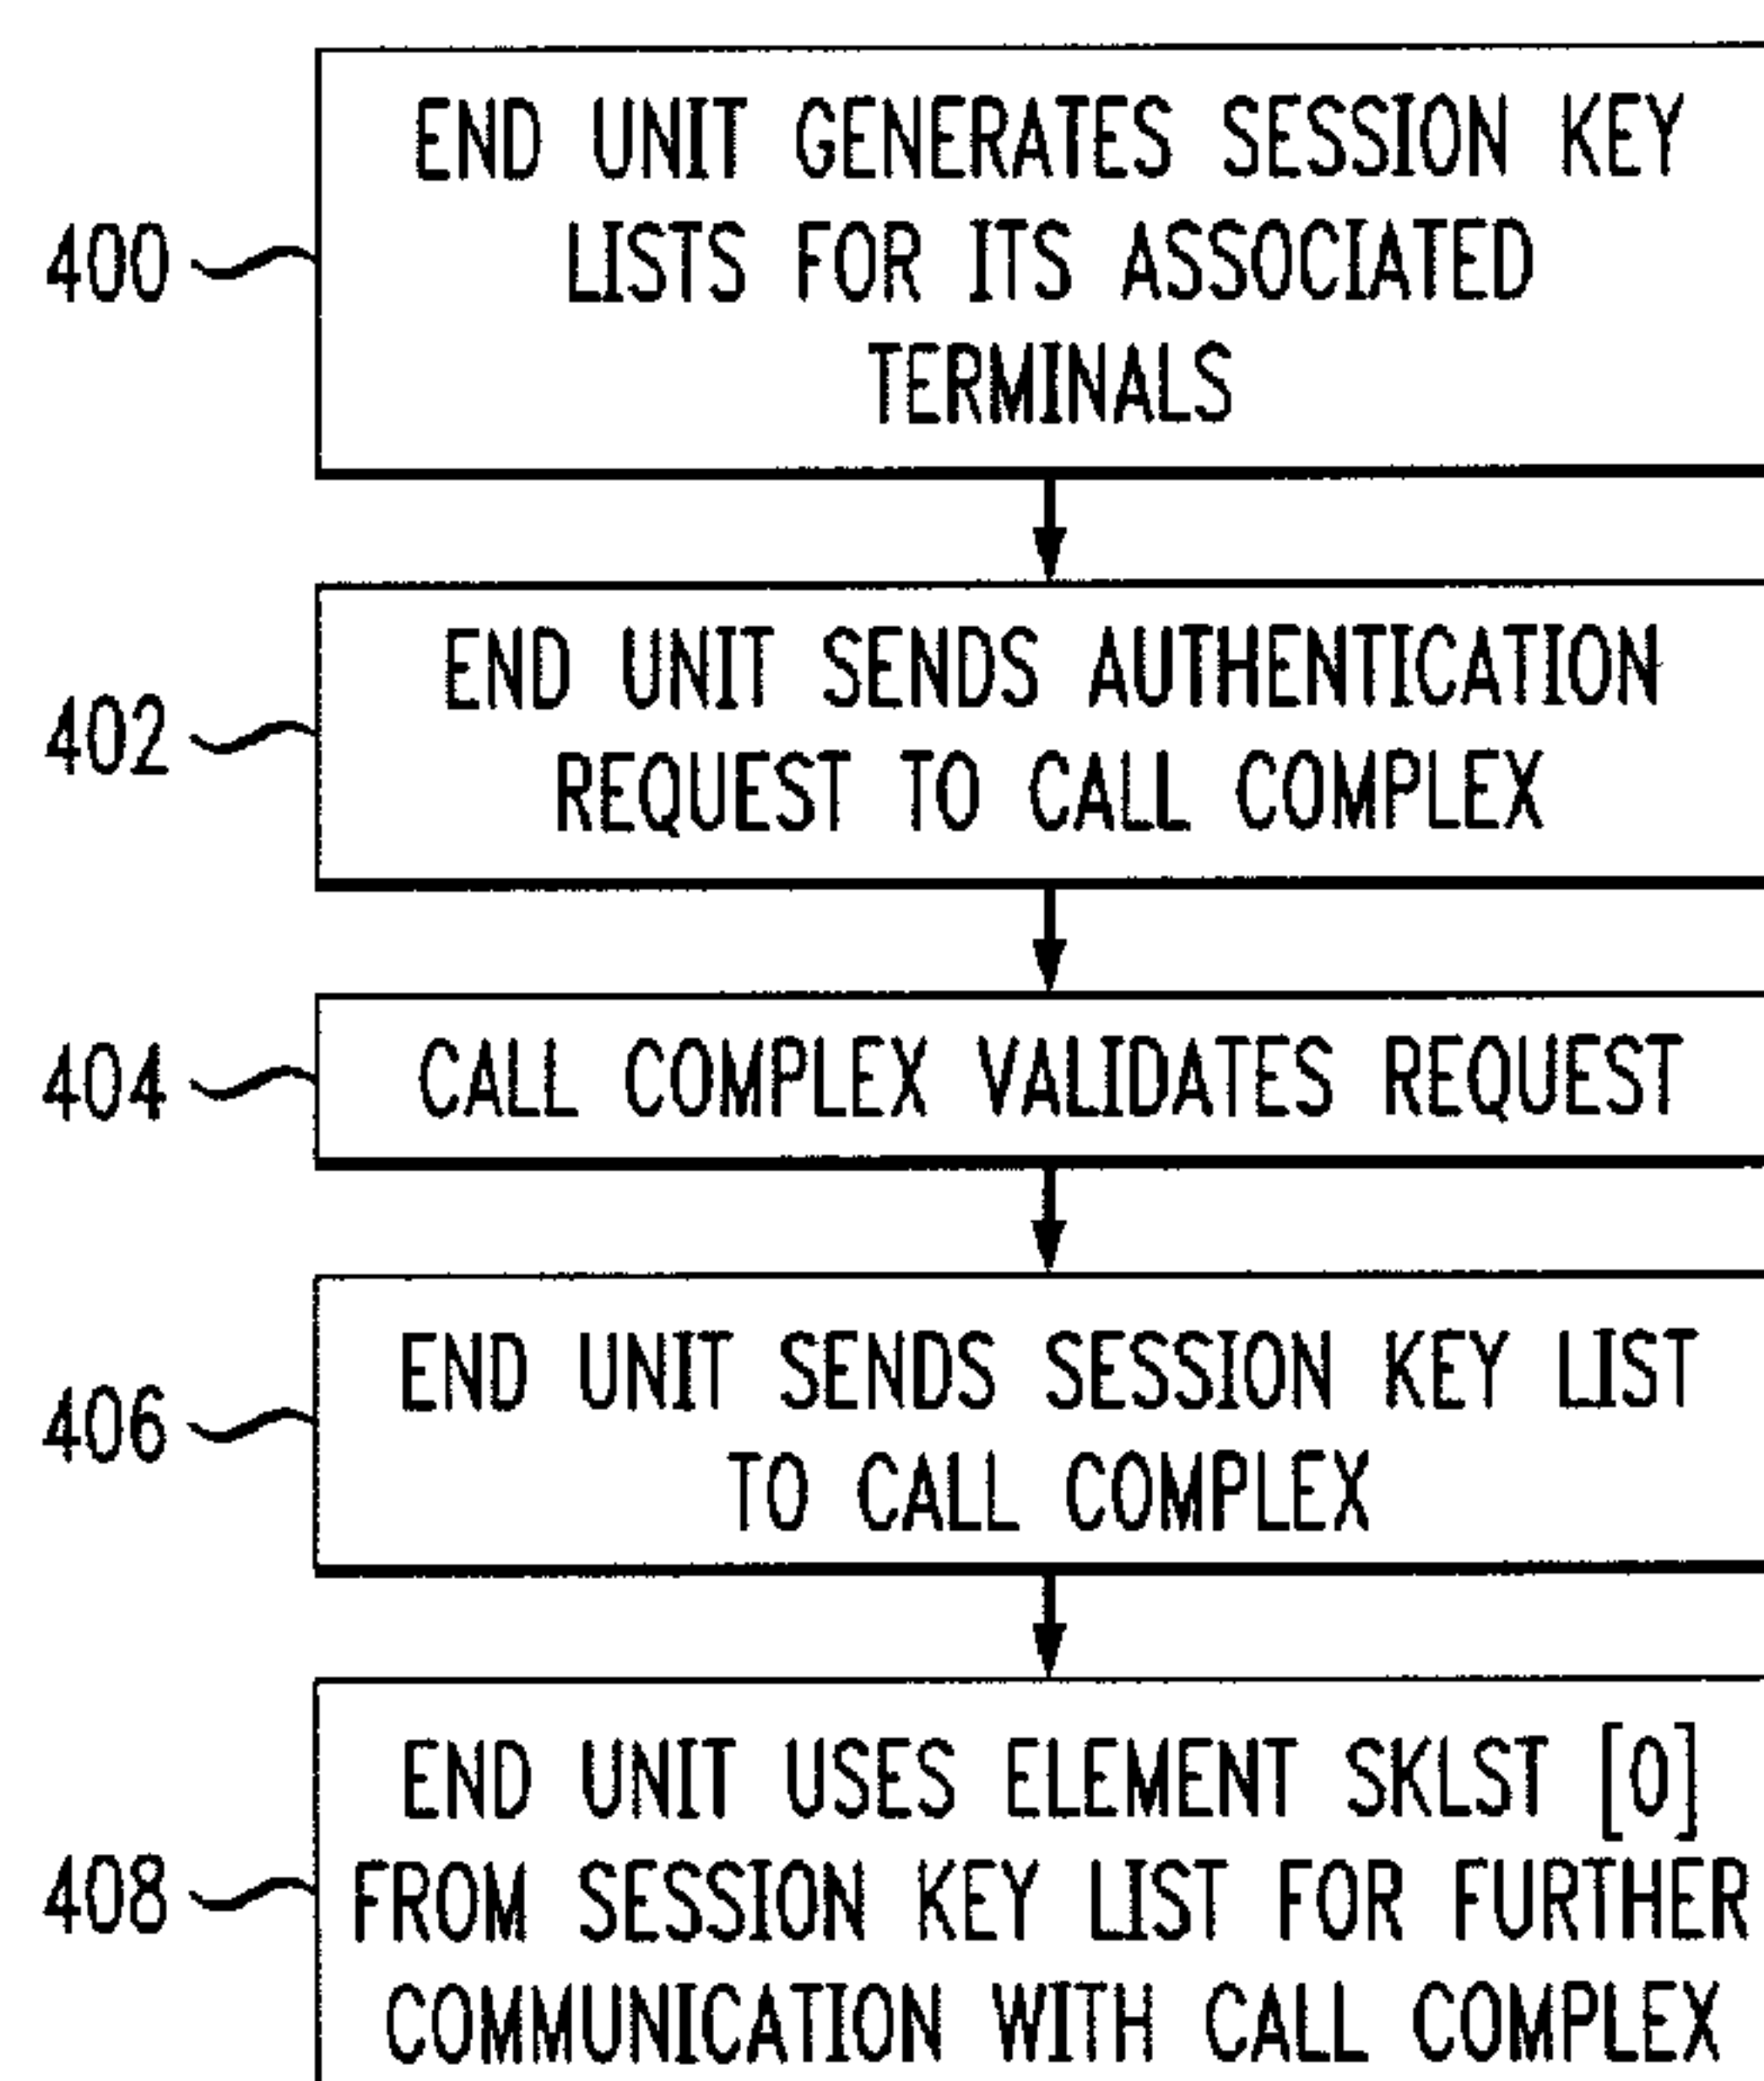 END UNIT GENERATES SESSION KEY
LISTS FOR ITS ASSOCIATED
TERMINALS
400
END UNIT SENDS AUTHENTICATION
REQUEST TO CALL COMPLEX
402
CALL COMPLEX VALIDATES REQUEST
404
END UNIT SENDS SESSION KEY LIST
TO CALL COMPLEX
406
END UNIT USES ELEMENT SKLST [0]
FROM SESSION KEY LIST FOR FURTHER
COMMUNICATION WITH CALL COMPLEX
408